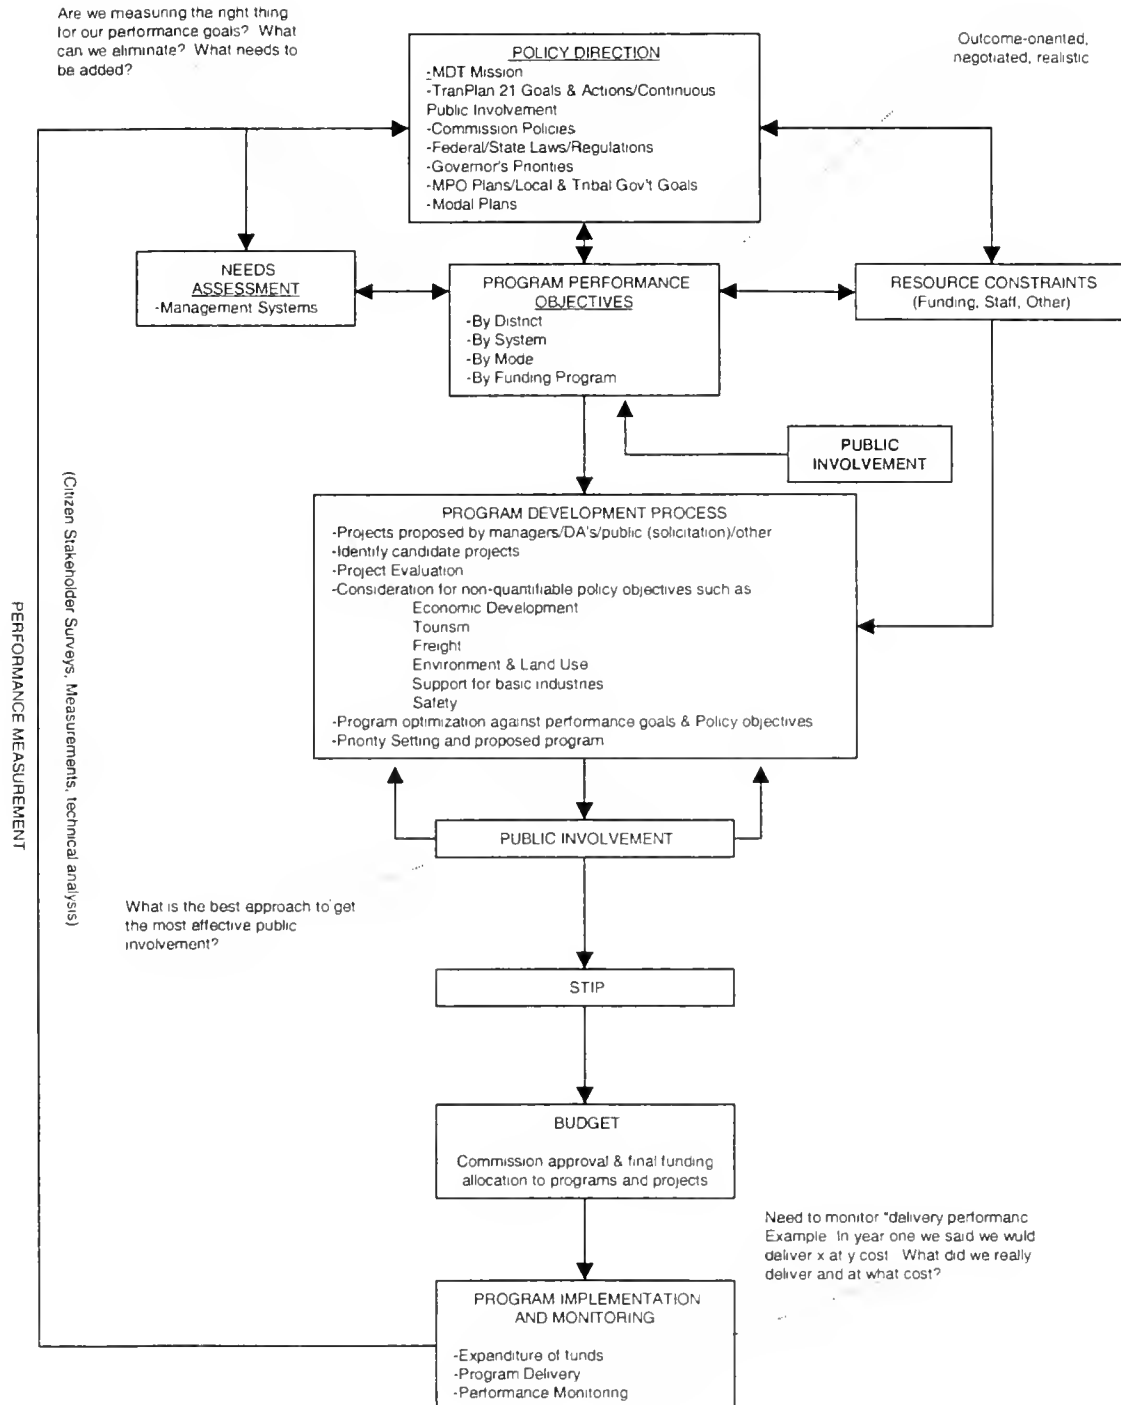 Are we measuring the right thing
for our performance goals? What
can we eliminate? What needs to
be added?
Outcome-oriented,
negotiated, realistic
POLICY DIRECTION
-MDT Mission
-TranPlan 21 Goals & Actions/Continuous
Public Involvement
-Commission Policies
-Federal/State Laws/Regulations
-Governor's Priorities
-MPO Plans/Local & Tribal Gov't Goals
-Modal Plans
NEEDS
ASSESSMENT
-Management Systems
PROGRAM PERFORMANCE
OBJECTIVES
-By District
-By System
-By Mode
-By Funding Program
RESOURCE CONSTRAINTS
(Funding, Staff, Other)
PUBLIC
INVOLVEMENT
PROGRAM DEVELOPMENT PROCESS
-Projects proposed by managers/DA's/public (solicitation)/other
-Identify candidate projects
-Project Evaluation
-Consideration for non-quantifiable policy objectives such as
Economic Development
Tourism
Freight
Environment & Land Use
Support for basic industries
Safety
-Program optimization against performance goals & Policy objectives
-Priority Setting and proposed program
PERFORMANCE MEASUREMENT
(Citizen Stakeholder Surveys, Measurements, technical analysis)
PUBLIC INVOLVEMENT
What is the best approach to get
the most effective public
involvement?
STIP
BUDGET
Commission approval & final funding
allocation to programs and projects
Need to monitor "delivery performanc
Example In year one we said we wuld
deliver x at y cost What did we really
deliver and at what cost?
PROGRAM IMPLEMENTATION
AND MONITORING
-Expenditure of funds
-Program Delivery
-Performance Monitoring